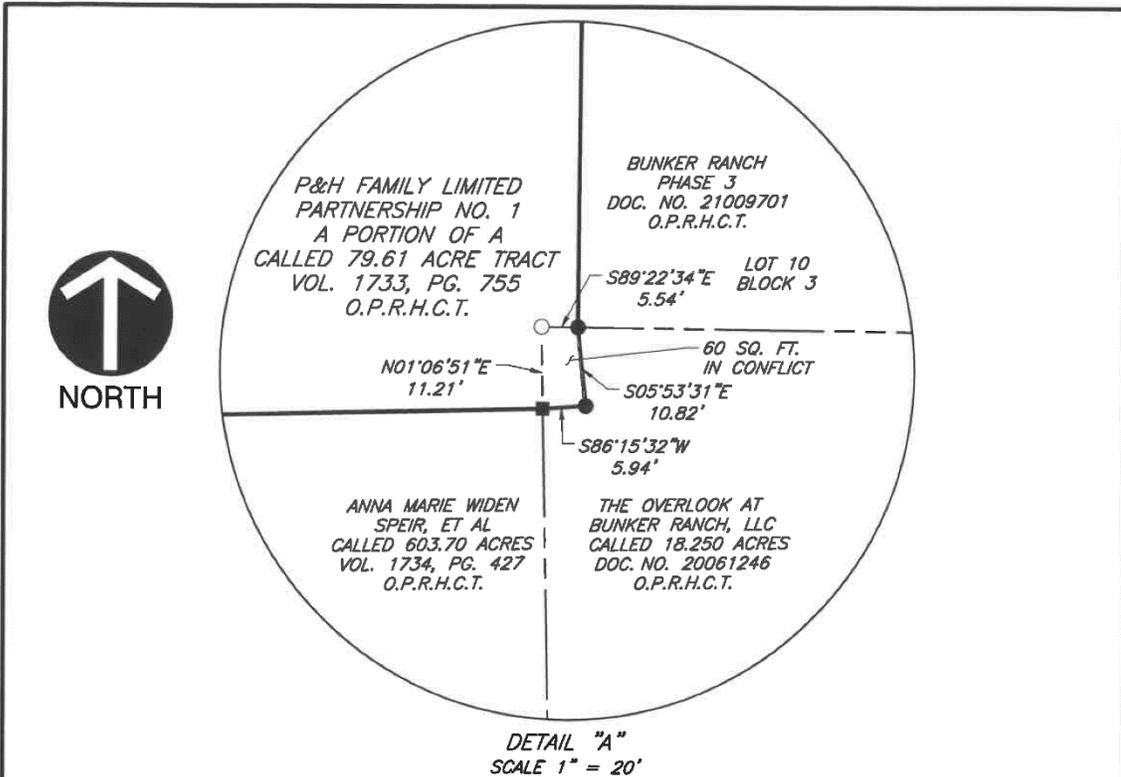 P&H FAMILY LIMITED
PARTNERSHIP NO. 1
A PORTION OF A
CALLED 79.61 ACRE TRACT
VOL. 1733, PG. 755
O.P.R.H.C.T.
BUNKER RANCH
PHASE 3
DOC. NO. 21009701
O.P.R.H.C.T.
LOT 10
BLOCK 3
S89°22'34"E
5.54'
NORTH
N01°06'51"E
11.21'
60 SQ. FT.
IN CONFLICT
S05°53'31"E
10.82'
S86°15'32"W
5.94'
ANNA MARIE WIDEN
SPEIR, ET AL
CALLED 603.70 ACRES
VOL. 1734, PG. 427
O.P.R.H.C.T.
THE OVERLOOK AT
BUNKER RANCH, LLC
CALLED 18.250 ACRES
DOC. NO. 20061246
O.P.R.H.C.T.
DETAIL "A"
SCALE 1" = 20'